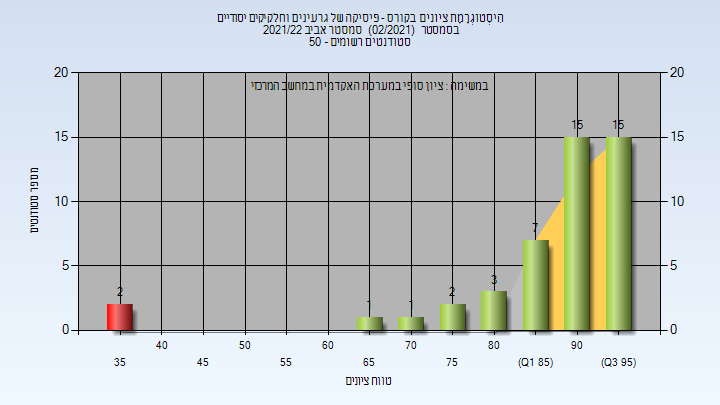 היסטוגרמת ציונים בקורס - פיסיקה של גרעינים וחלקיקים יסודיים
בסמסטר (02/2021) סמסטר אביב 2021/22
סטודנטים רשומים - 50
במשימה : ציון סופי במערכת האקדמית במחשב המרכזי
20 20
15 15
10 10
5 5
0 0
מספר סטודנטים
2 1 1 2 3 7 15 15
40 50 60 70 80 90
35 45 55 65 75 (Q1 85) (Q3 95)
טווח ציונים